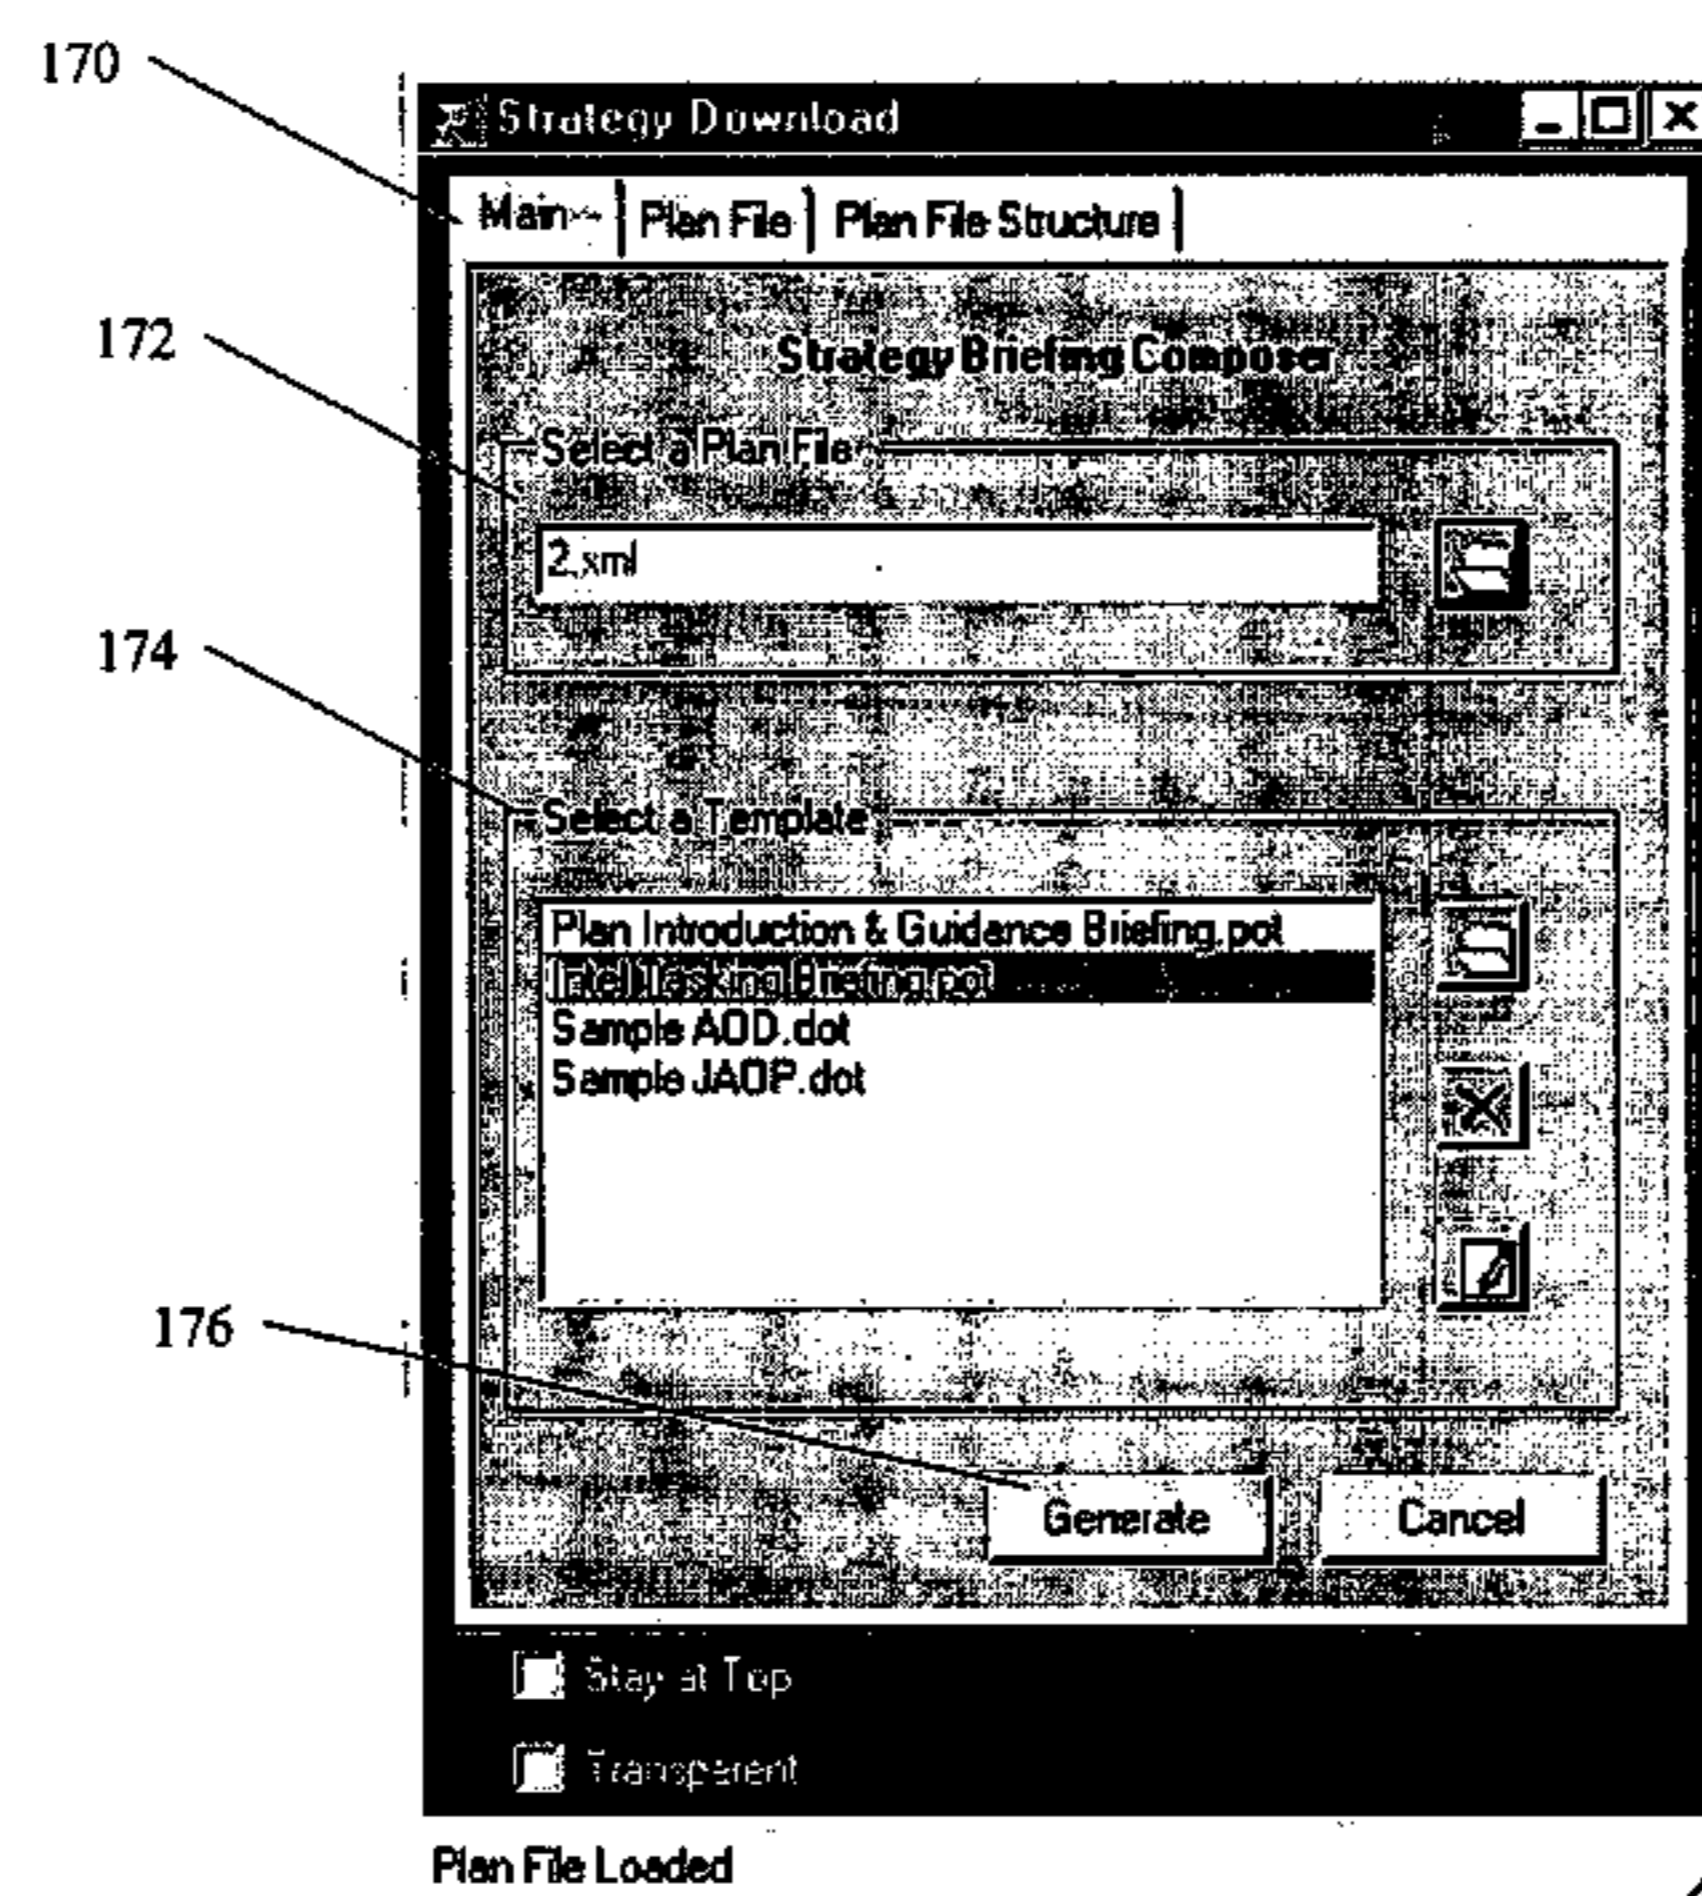 170
Strategy Download
Main Plan File Plan File Structure
172
Strategy Briefing Composer
Select a Plan File
2.xml
174
Select a Template
Plan Introduction & Guidance Briefing.pot
Intel Tasking Briefing.pot
Sample AOD.dot
Sample JAOP.dot
176
Generate Cancel
Stay at Top
Transparent
Plan File Loaded